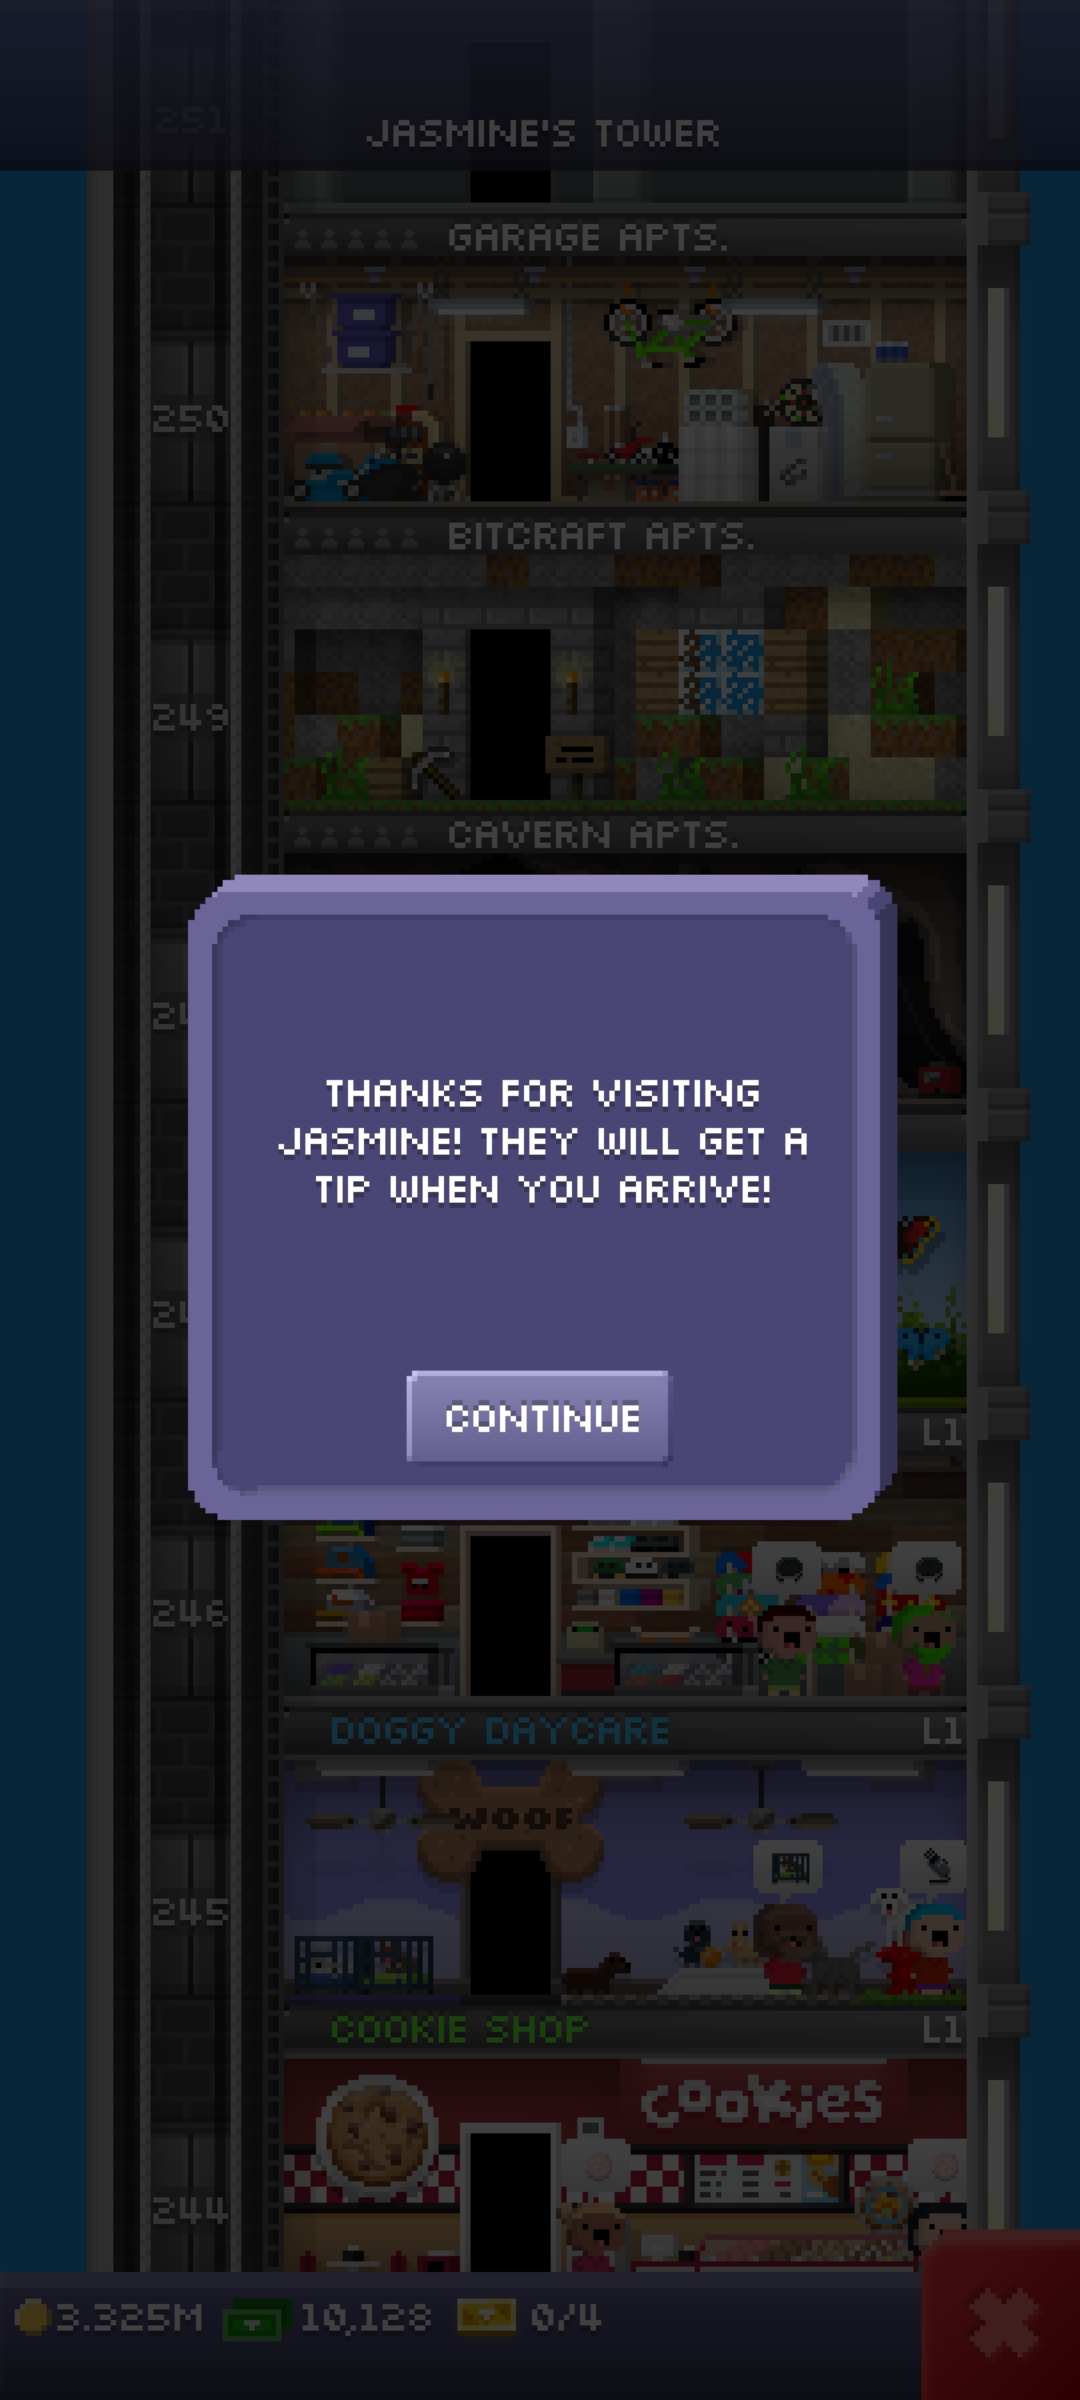 251
JASMINE'S TOWER
GARAGE APTS.
250
BITCRAFT APTS.
249
CAVERN APTS.
THANKS FOR VISITING
JASMINE! THEY WILL GET A
TIP WHEN YOU ARRIVE!
CONTINUE
L1
246
DOGGY DAYCARE L1
WOOF
245
COOKIE SHOP L1
cookies
244
3.325M 10,128 0/4